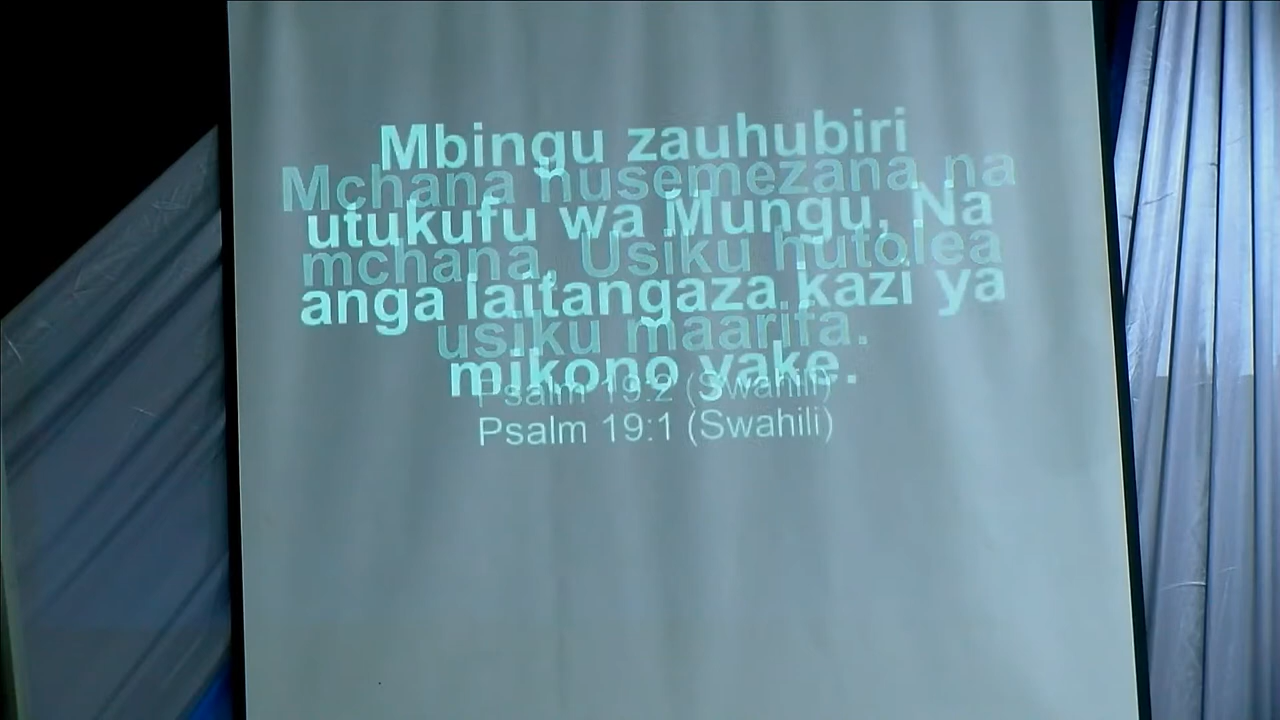 Mbingu zauhubiri
utukufu wa Mungu, Na
anga laitangaza kazi ya
mikono yake.
Psalm 19:1 (Swahili)
Mchana husemezana na
mchana, Usiku hutolea
usiku maarifa.
Psalm 19:2 (Swahili)